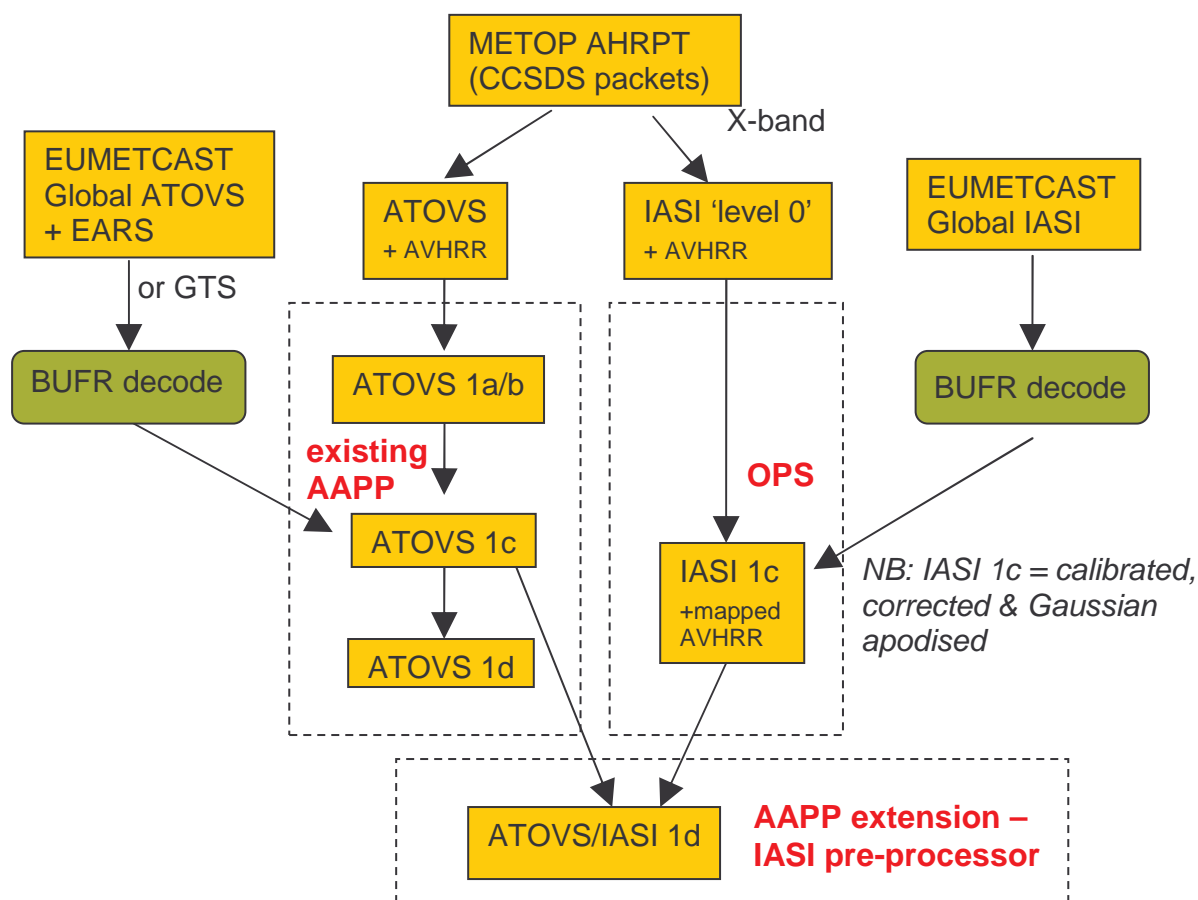 METOP AHRPT
(CCSDS packets)
X-band
EUMETCAST
Global ATOVS
+ EARS
ATOVS
+ AVHRR
IASI ‘level 0’
+ AVHRR
EUMETCAST
Global IASI
or GTS
BUFR decode
ATOVS 1a/b
BUFR decode
existing
AAPP
OPS
ATOVS 1c
IASI 1c
+mapped
AVHRR
NB: IASI 1c = calibrated,
corrected & Gaussian
apodised
ATOVS 1d
ATOVS/IASI 1d
AAPP extension –
IASI pre-processor